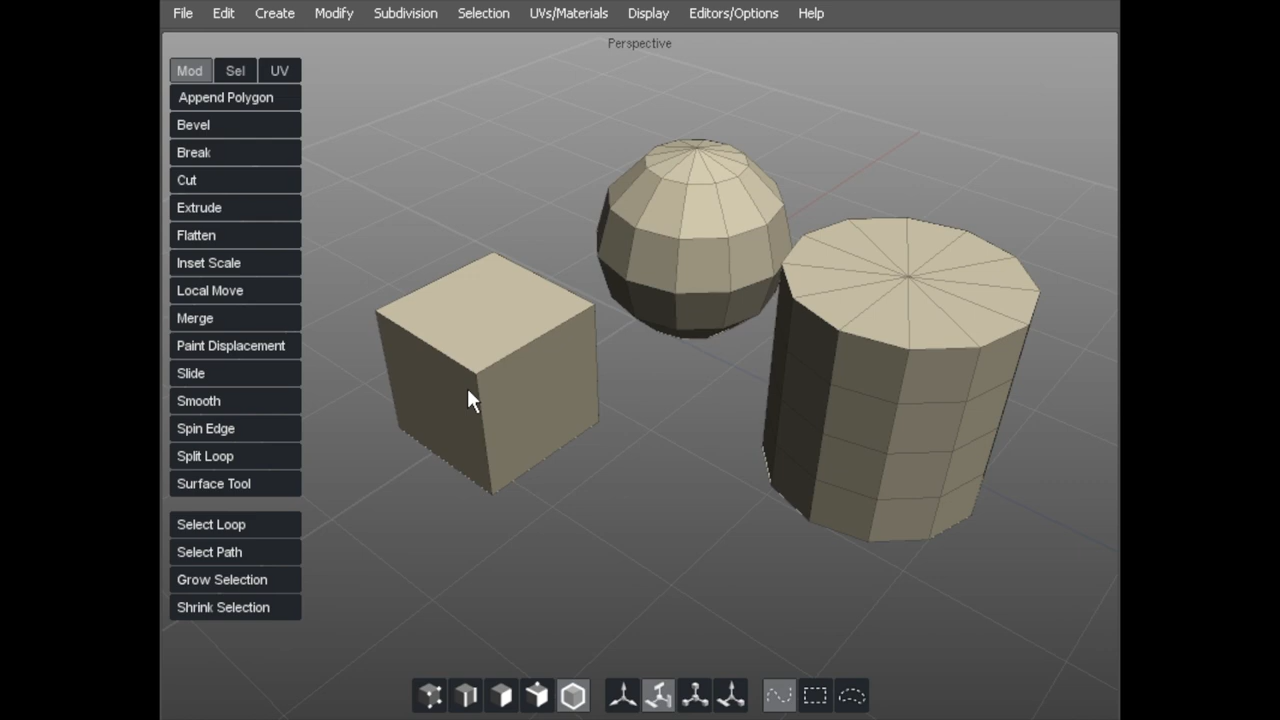 File Edit Create Modify Subdivision Selection UVs/Materials Display Editors/Options Help
Perspective
Mod Sel UV
Append Polygon
Bevel
Break
Cut
Extrude
Flatten
Inset Scale
Local Move
Merge
Paint Displacement
Slide
Smooth
Spin Edge
Split Loop
Surface Tool
Select Loop
Select Path
Grow Selection
Shrink Selection